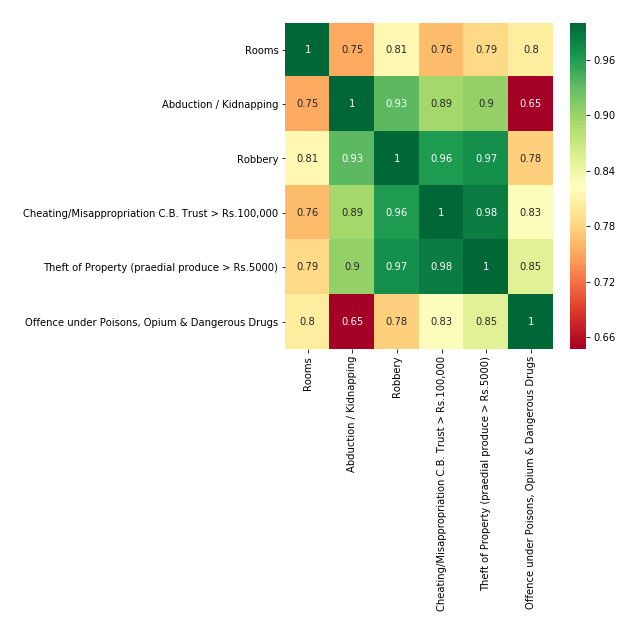 Rooms 1 0.75 0.81 0.76 0.79 0.8
Abduction / Kidnapping 0.75 1 0.93 0.89 0.9 0.65
Robbery 0.81 0.93 1 0.96 0.97 0.78
Cheating/Misappropriation C.B. Trust > Rs.100,000 0.76 0.89 0.96 1 0.98 0.83
Theft of Property (praedial produce > Rs.5000) 0.79 0.9 0.97 0.98 1 0.85
Offence under Poisons, Opium & Dangerous Drugs 0.8 0.65 0.78 0.83 0.85 1
Rooms
Abduction / Kidnapping
Robbery
Cheating/Misappropriation C.B. Trust > Rs.100,000
Theft of Property (praedial produce > Rs.5000)
Offence under Poisons, Opium & Dangerous Drugs
0.96
0.90
0.84
0.78
0.72
0.66